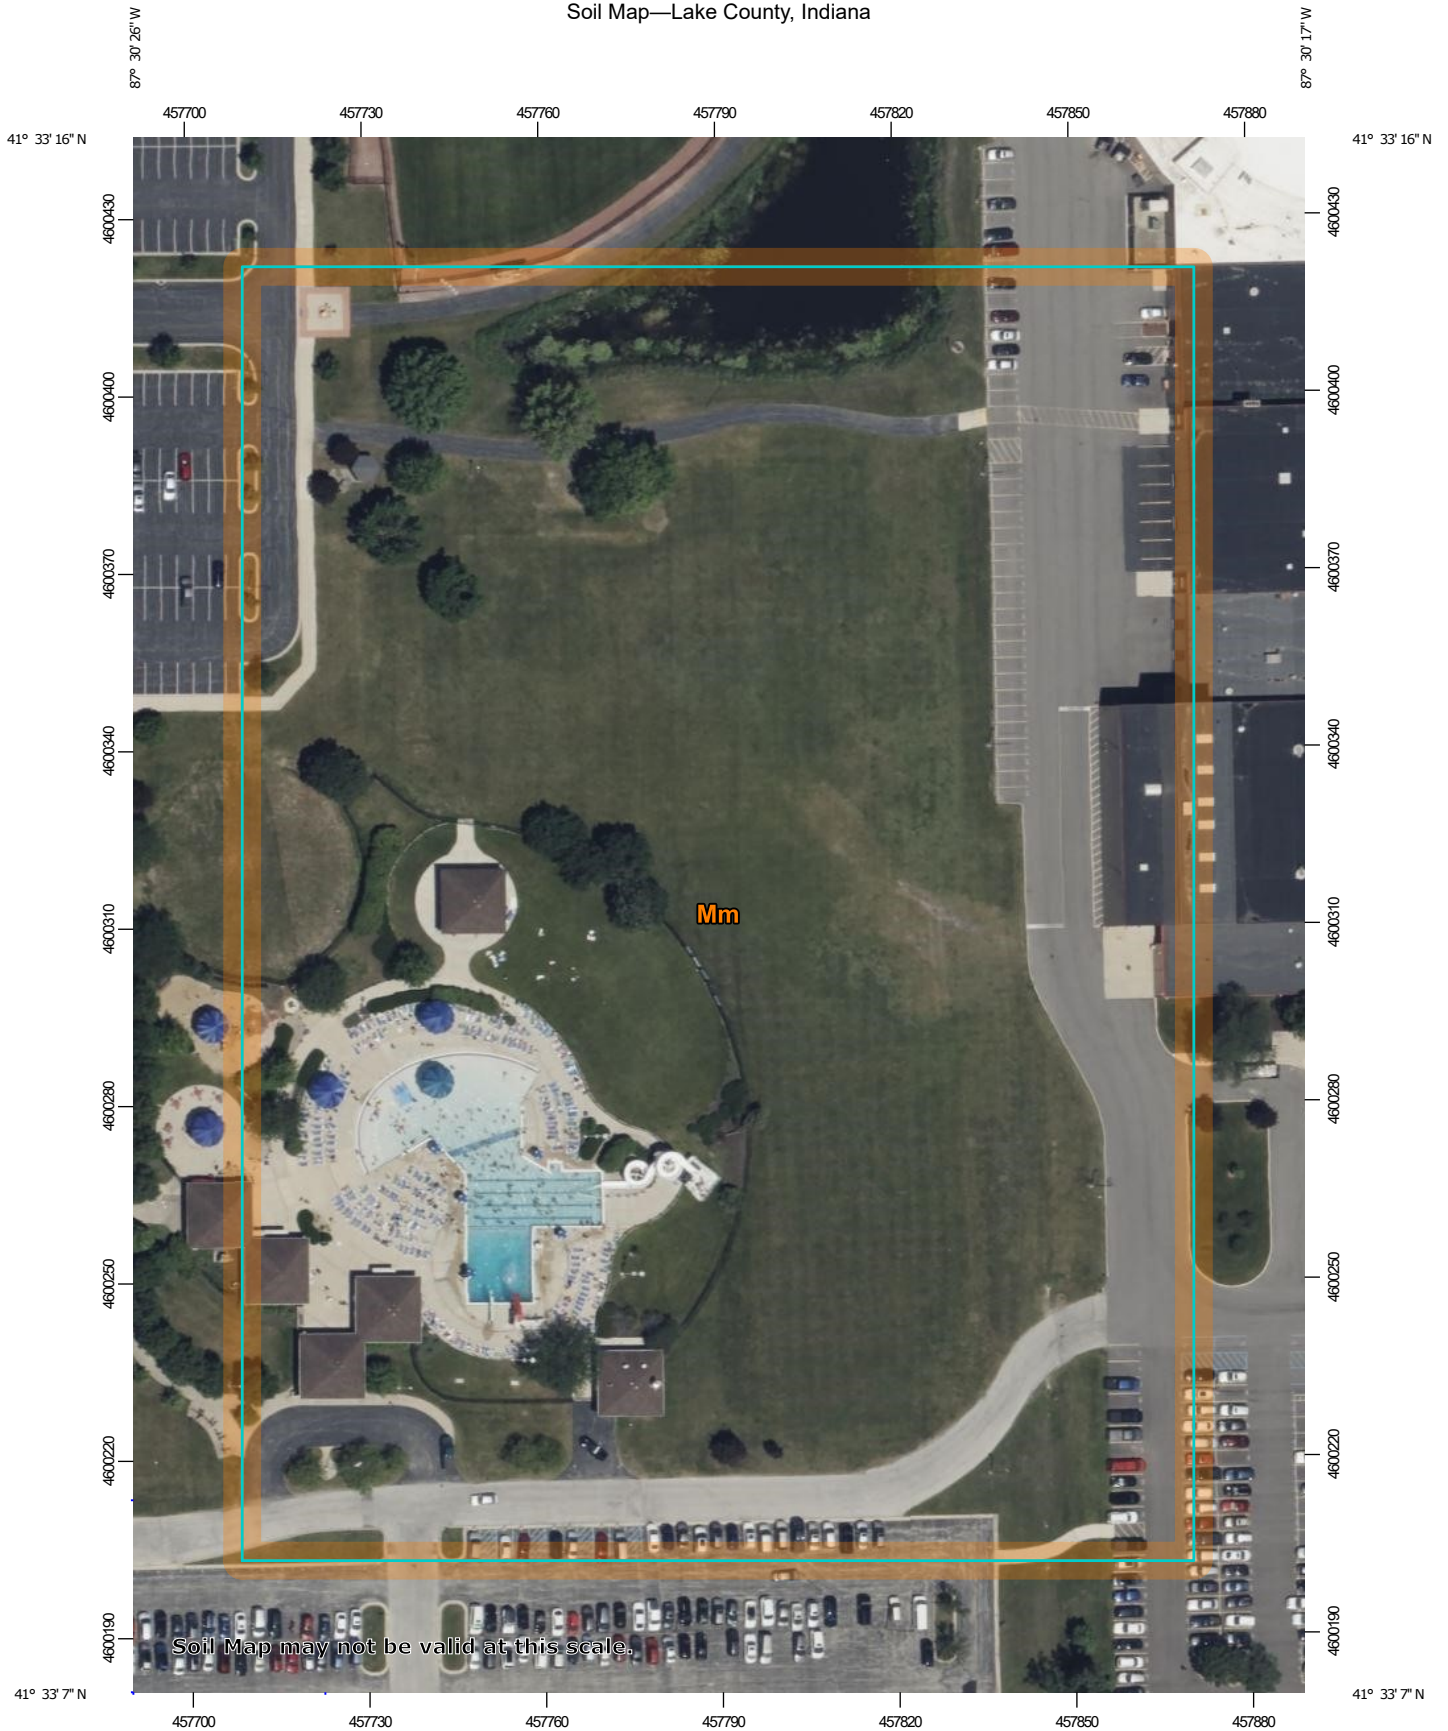 Soil Map—Lake County, Indiana
87° 30' 26'' W
87° 30' 17'' W
457700 457730 457760 457790 457820 457850 457880
41° 33' 16'' N
41° 33' 16'' N
4600430
4600430
4600400
4600400
4600370
4600370
4600340
4600340
4600310
Mm
4600310
4600280
4600280
4600250
4600250
4600220
4600220
4600190
Soil Map may not be valid at this scale.
4600190
41° 33' 7'' N
41° 33' 7'' N
457700 457730 457760 457790 457820 457850 457880